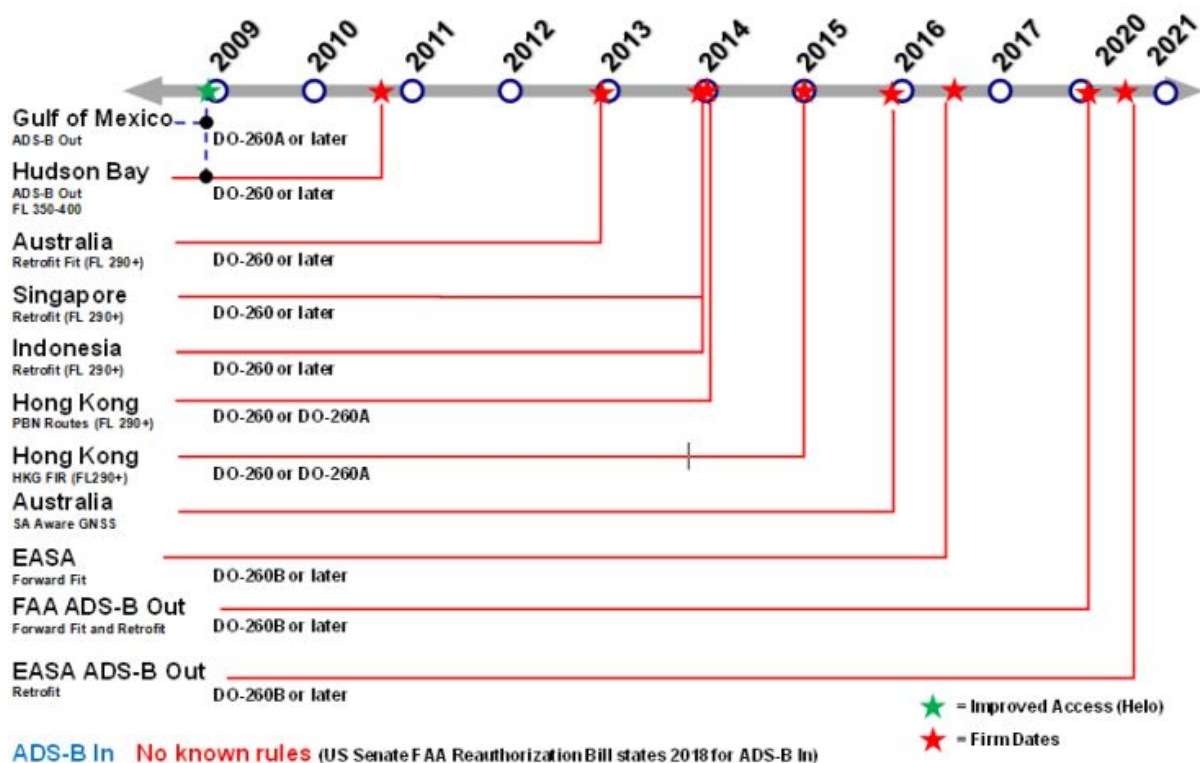 2009 2010 2011 2012 2013 2014 2015 2016 2017 2020 2021
Gulf of Mexico
ADS-B Out
DO-260A or later
Hudson Bay
ADS-B Out
FL 350-400
DO-260 or later
Australia
Retrofit Fit (FL 290+)
DO-260 or later
Singapore
Retrofit (FL 290+)
DO-260 or later
Indonesia
Retrofit (FL 290+)
DO-260 or later
Hong Kong
PBN Routes (FL 290+)
DO-260 or DO-260A
Hong Kong
HKG FIR (FL290+)
DO-260 or DO-260A
Australia
SA Aware GNSS
EASA
Forward Fit
DO-260B or later
FAA ADS-B Out
Forward Fit and Retrofit
DO-260B or later
EASA ADS-B Out
Retrofit
DO-260B or later
= Improved Access (Helo)
= Firm Dates
ADS-B In No known rules (US Senate FAA Reauthorization Bill states 2018 for ADS-B In)